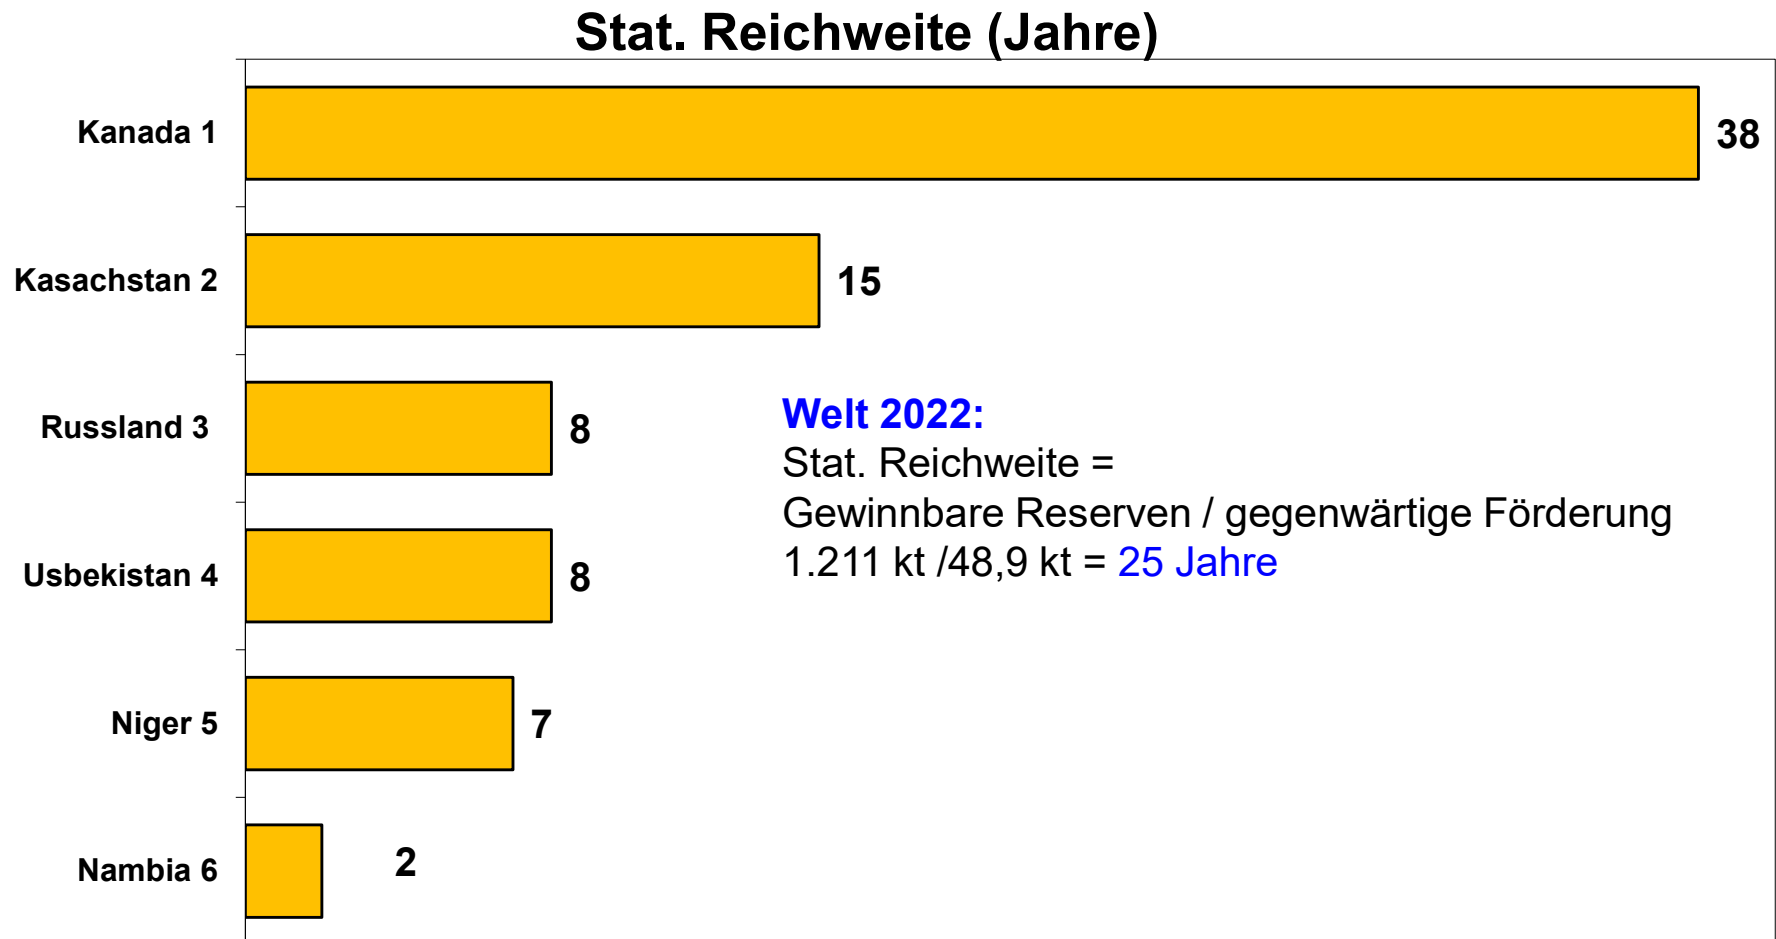 Stat. Reichweite (Jahre)
Kanada 1
38
Kasachstan 2
15
Russland 3
8
Welt 2022:
Stat. Reichweite =
Gewinnbare Reserven / gegenwärtige Förderung
1.211 kt /48,9 kt = 25 Jahre
Usbekistan 4
8
Niger 5
7
Nambia 6
2